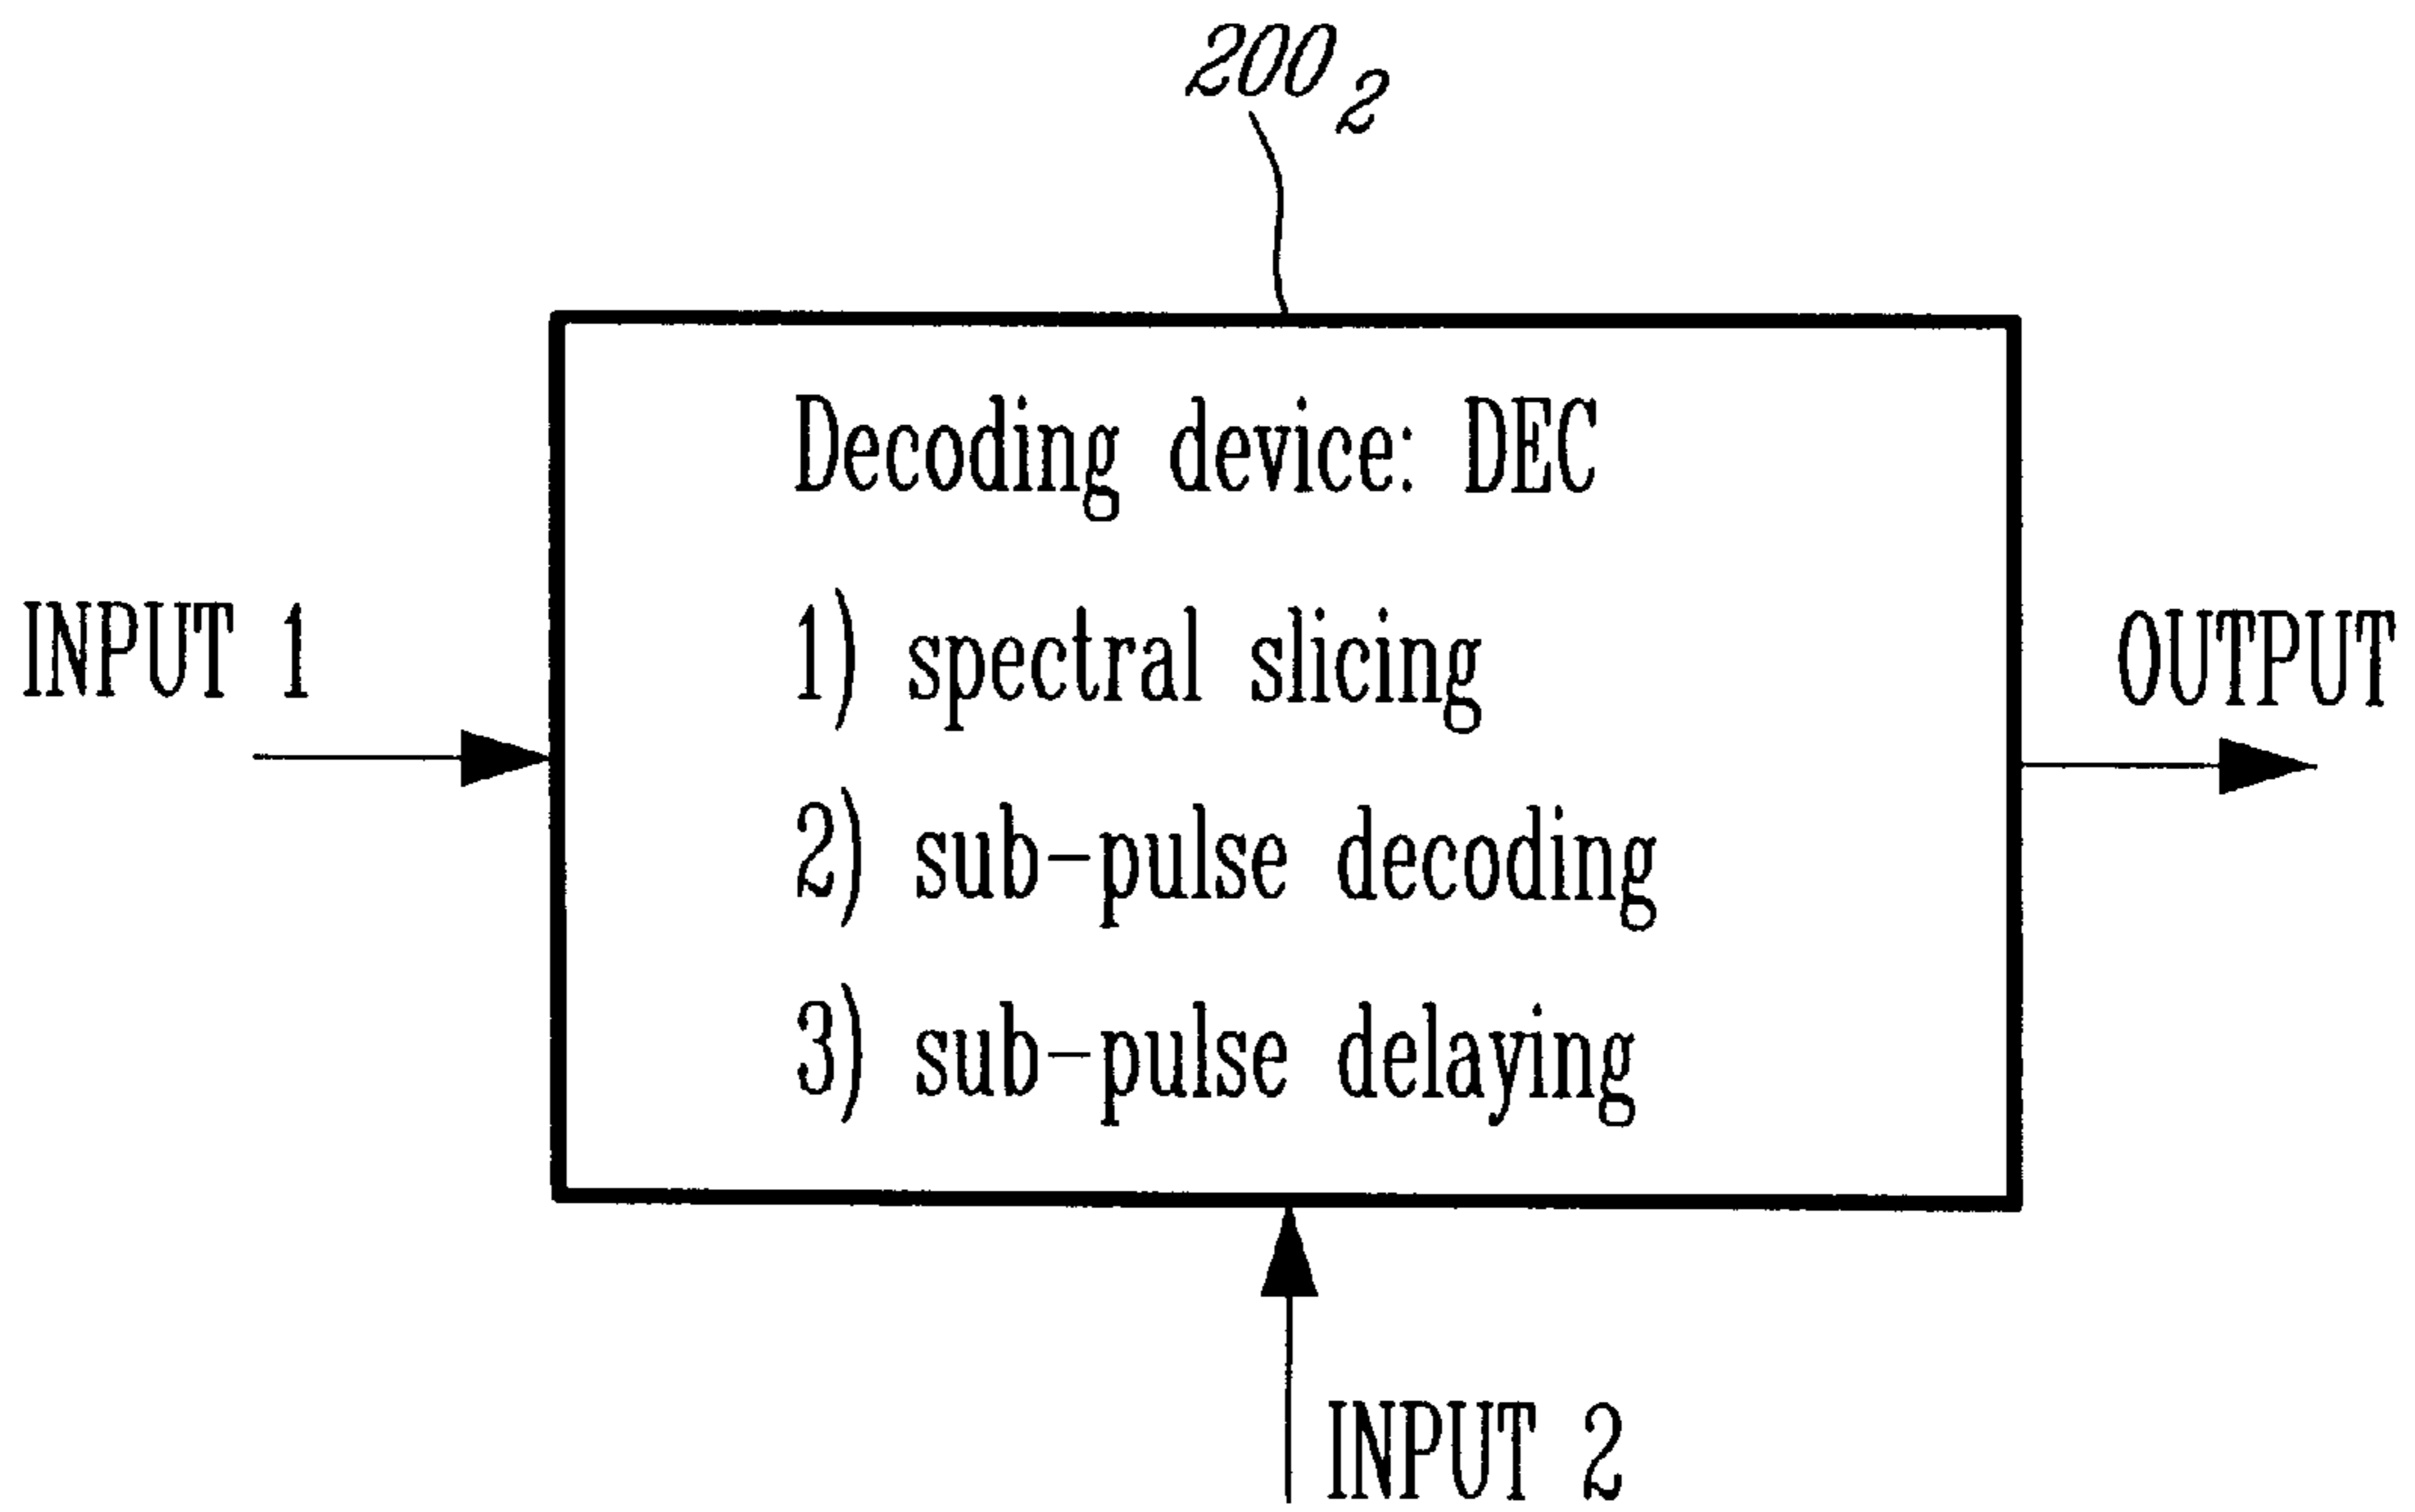 200 2
Decoding device: DEC
1) spectral slicing
2) sub-pulse decoding
3) sub-pulse delaying
INPUT 1
OUTPUT
INPUT 2